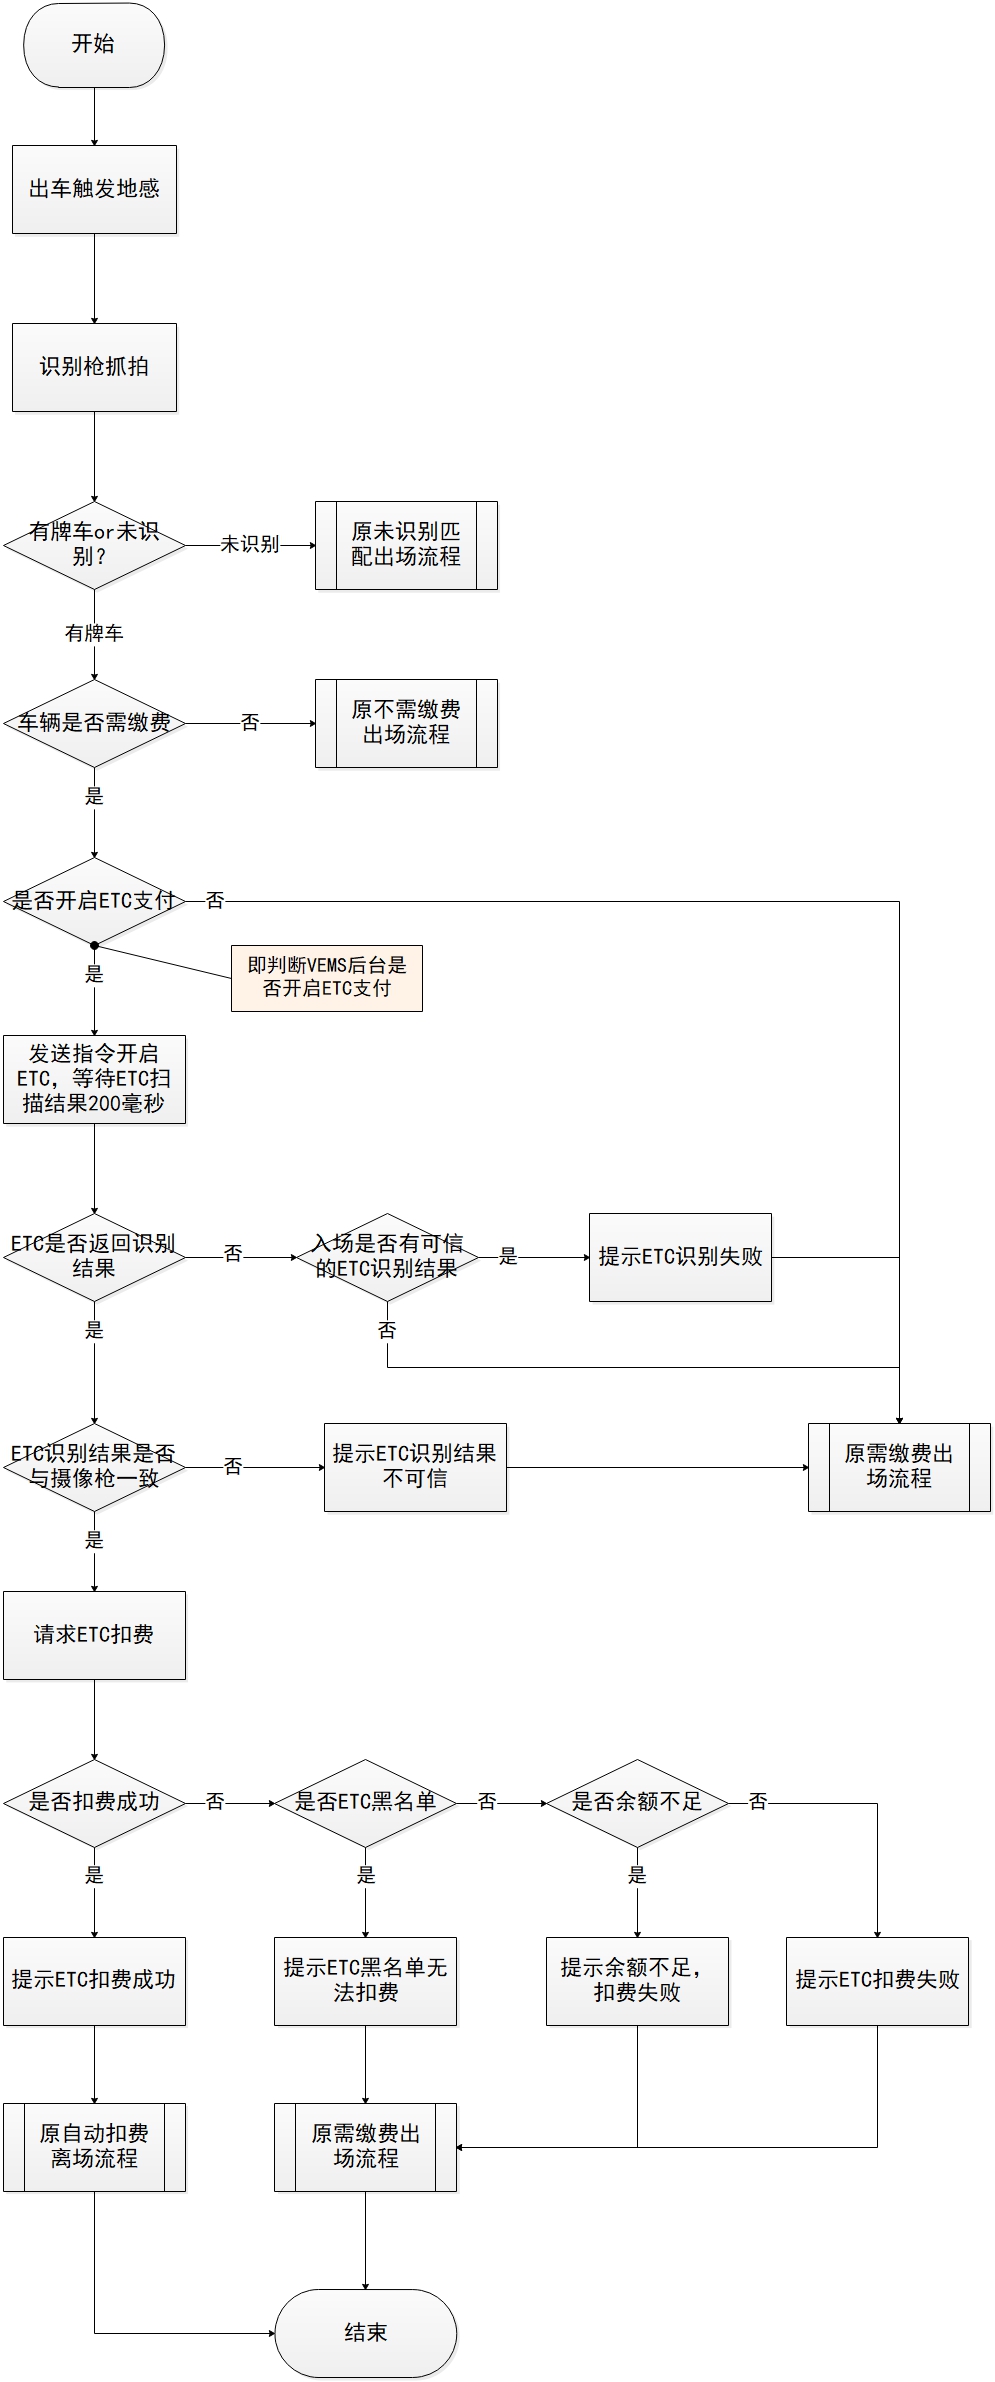 开始
出车触发地感
识别枪抓拍
有牌车or未识
别？
未识别
原未识别匹
配出场流程
有牌车
车辆是否需缴费
否
原不需缴费
出场流程
是
是否开启ETC支付
否
即判断VEMS后台是
否开启ETC支付
是
发送指令开启
ETC，等待ETC扫
描结果200毫秒
ETC是否返回识别
结果
否
入场是否有可信
的ETC识别结果
是
提示ETC识别失败
是
否
ETC识别结果是否
与摄像枪一致
否
提示ETC识别结果
不可信
原需缴费出
场流程
是
请求ETC扣费
是否扣费成功
否
是否ETC黑名单
否
是否余额不足
否
是
是
是
提示ETC扣费成功
提示ETC黑名单无
法扣费
提示余额不足，
扣费失败
提示ETC扣费失败
原自动扣费
离场流程
原需缴费出
场流程
结束